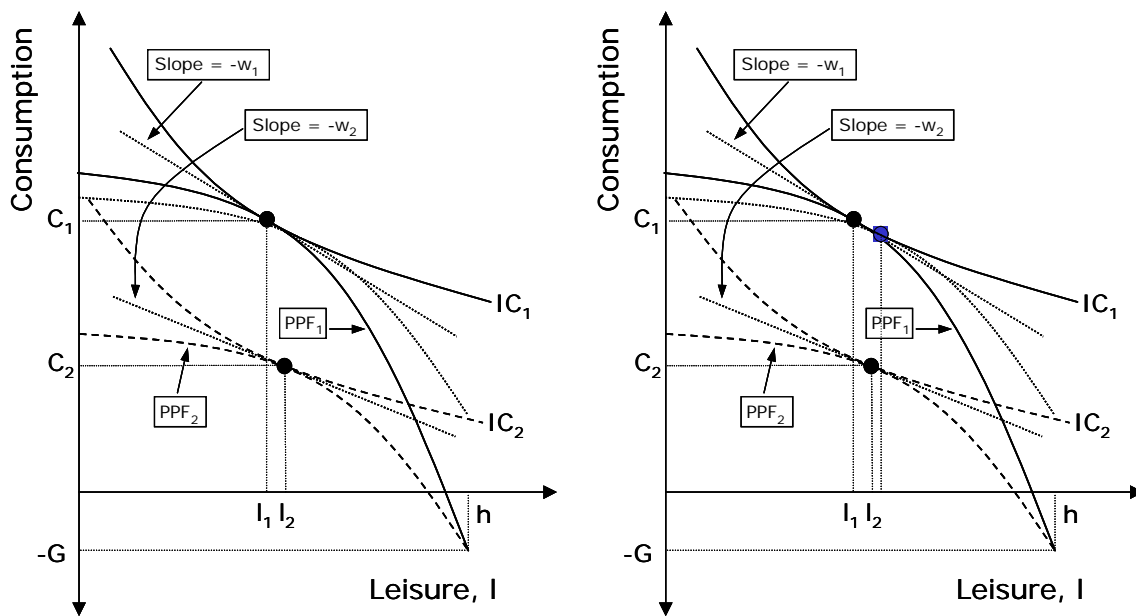 Consumption
Slope = -w₁
Slope = -w₂
C₁
IC₁
PPF₁
C₂
PPF₂
IC₂
l₁ l₂
h
-G
Leisure, l
Consumption
Slope = -w₁
Slope = -w₂
C₁
IC₁
PPF₁
C₂
PPF₂
IC₂
l₁ l₂
h
-G
Leisure, l